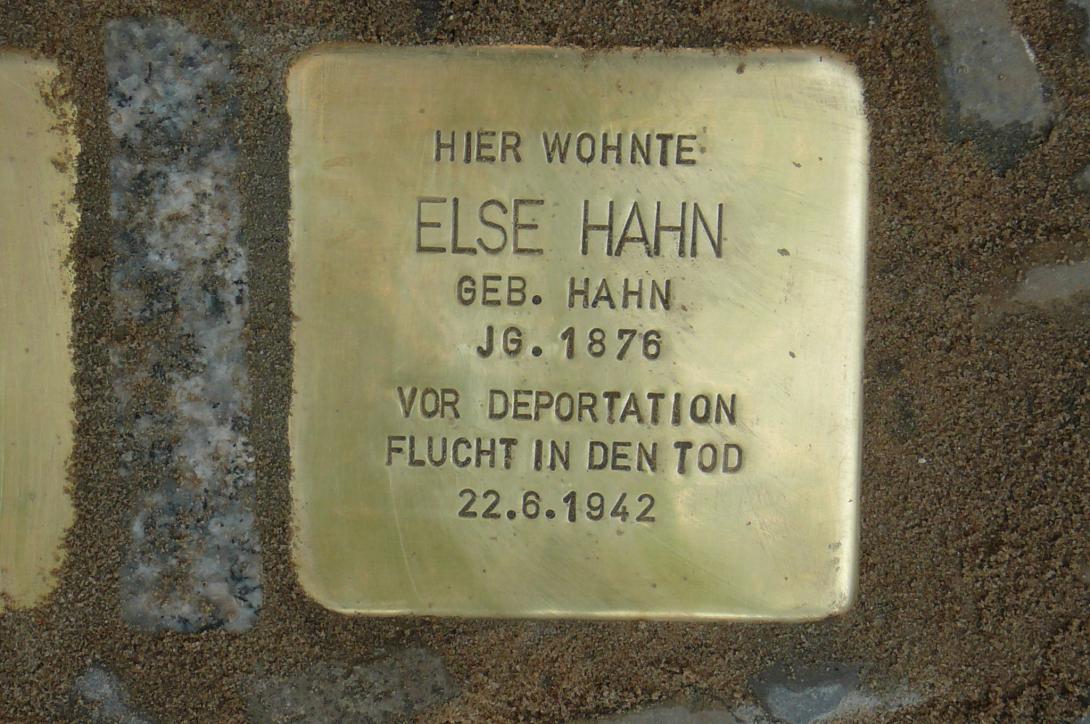 HIER WOHNTE
ELSE HAHN
GEB. HAHN
JG. 1876
VOR DEPORTATION
FLUCHT IN DEN TOD
22.6.1942